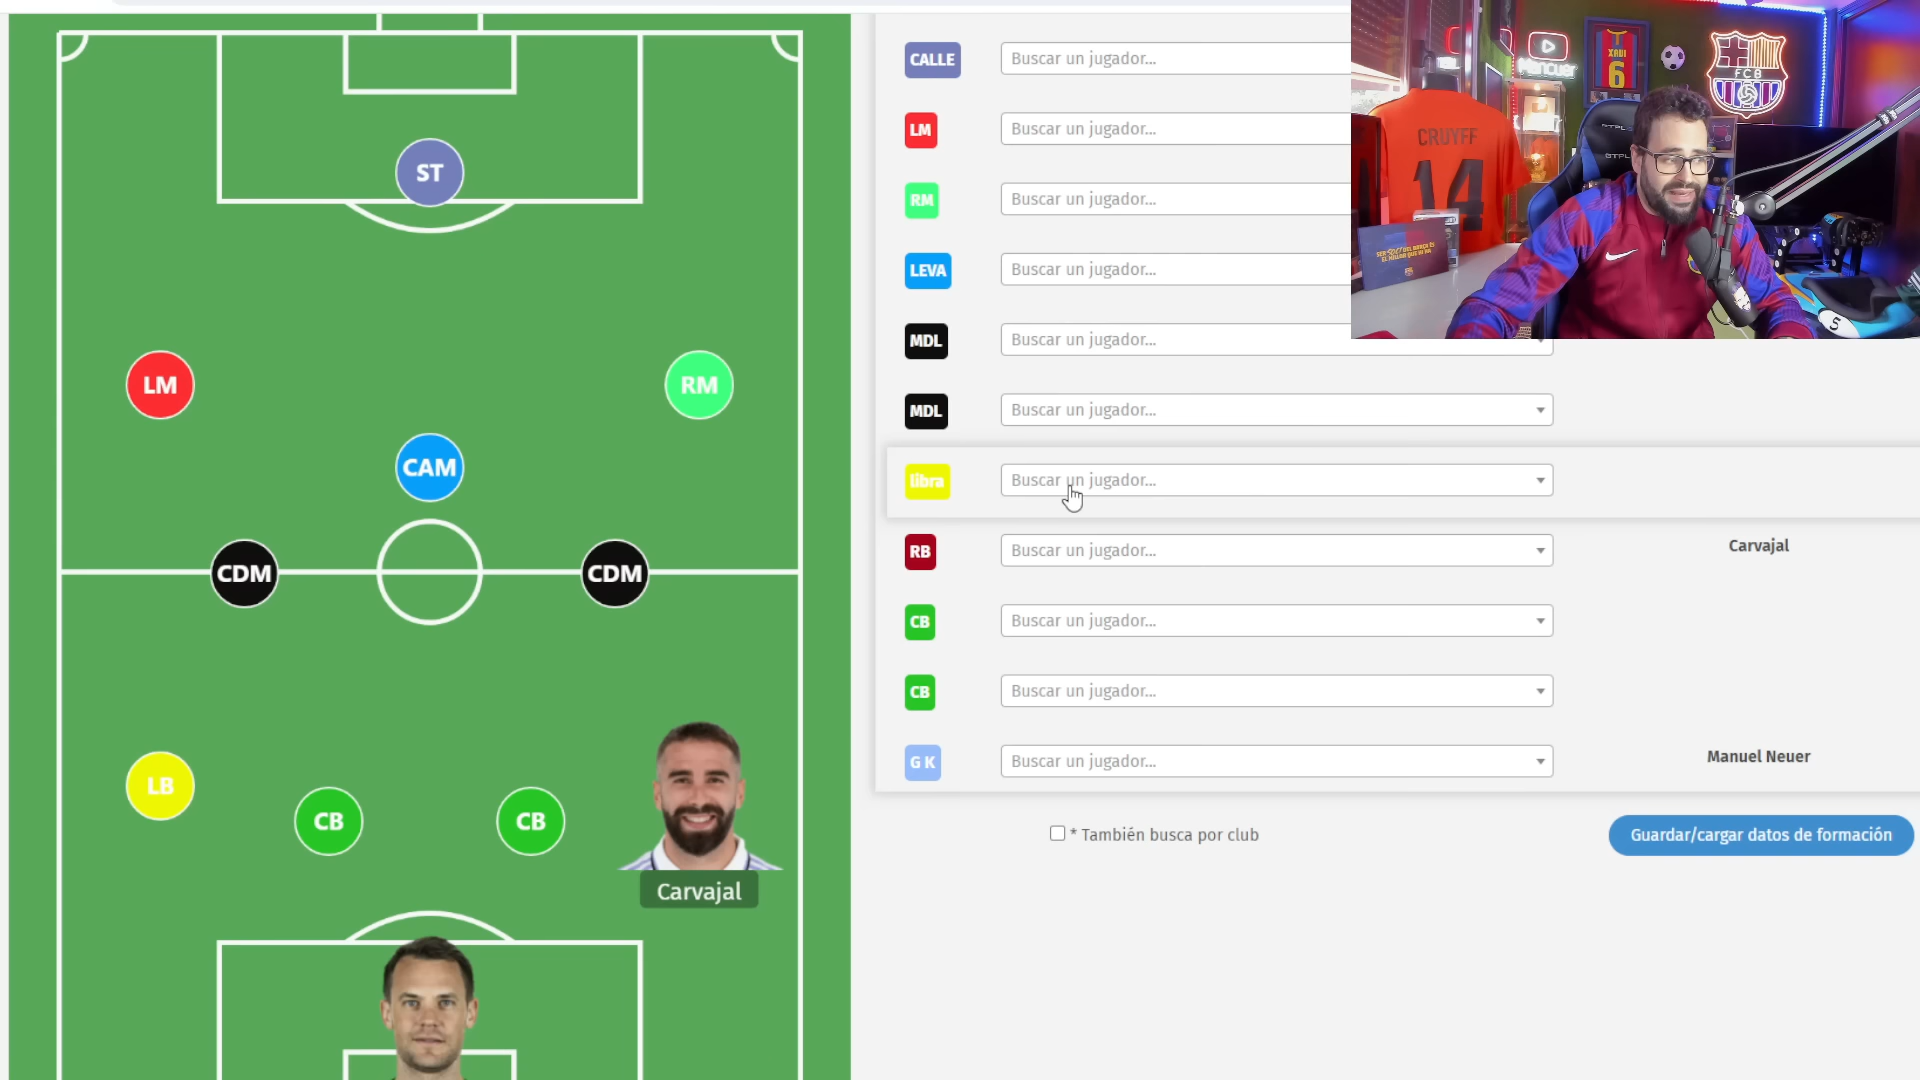 ST
LM
RM
CAM
CDM
CDM
LB
CB
CB
Carvajal
CALLE
Buscar un jugador...
LM
Buscar un jugador...
RM
Buscar un jugador...
LEVA
Buscar un jugador...
MDL
Buscar un jugador...
MDL
Buscar un jugador...
libra
Buscar un jugador...
RB
Buscar un jugador...
Carvajal
CB
Buscar un jugador...
CB
Buscar un jugador...
G K
Buscar un jugador...
Manuel Neuer
* También busca por club
Guardar/cargar datos de formación
CRUYFF
14
XAVI
6
FCB
5